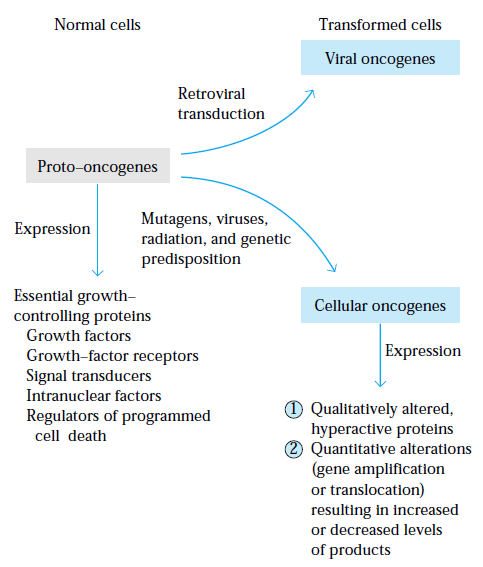 Normal cells
Transformed cells
Viral oncogenes
Retroviral
transduction
Proto–oncogenes
Expression
Mutagens, viruses,
radiation, and genetic
predisposition
Essential growth–
controlling proteins
Growth factors
Growth–factor receptors
Signal transducers
Intranuclear factors
Regulators of programmed
cell death
Cellular oncogenes
Expression
1 Qualitatively altered,
hyperactive proteins
2 Quantitative alterations
(gene amplification
or translocation)
resulting in increased
or decreased levels
of products